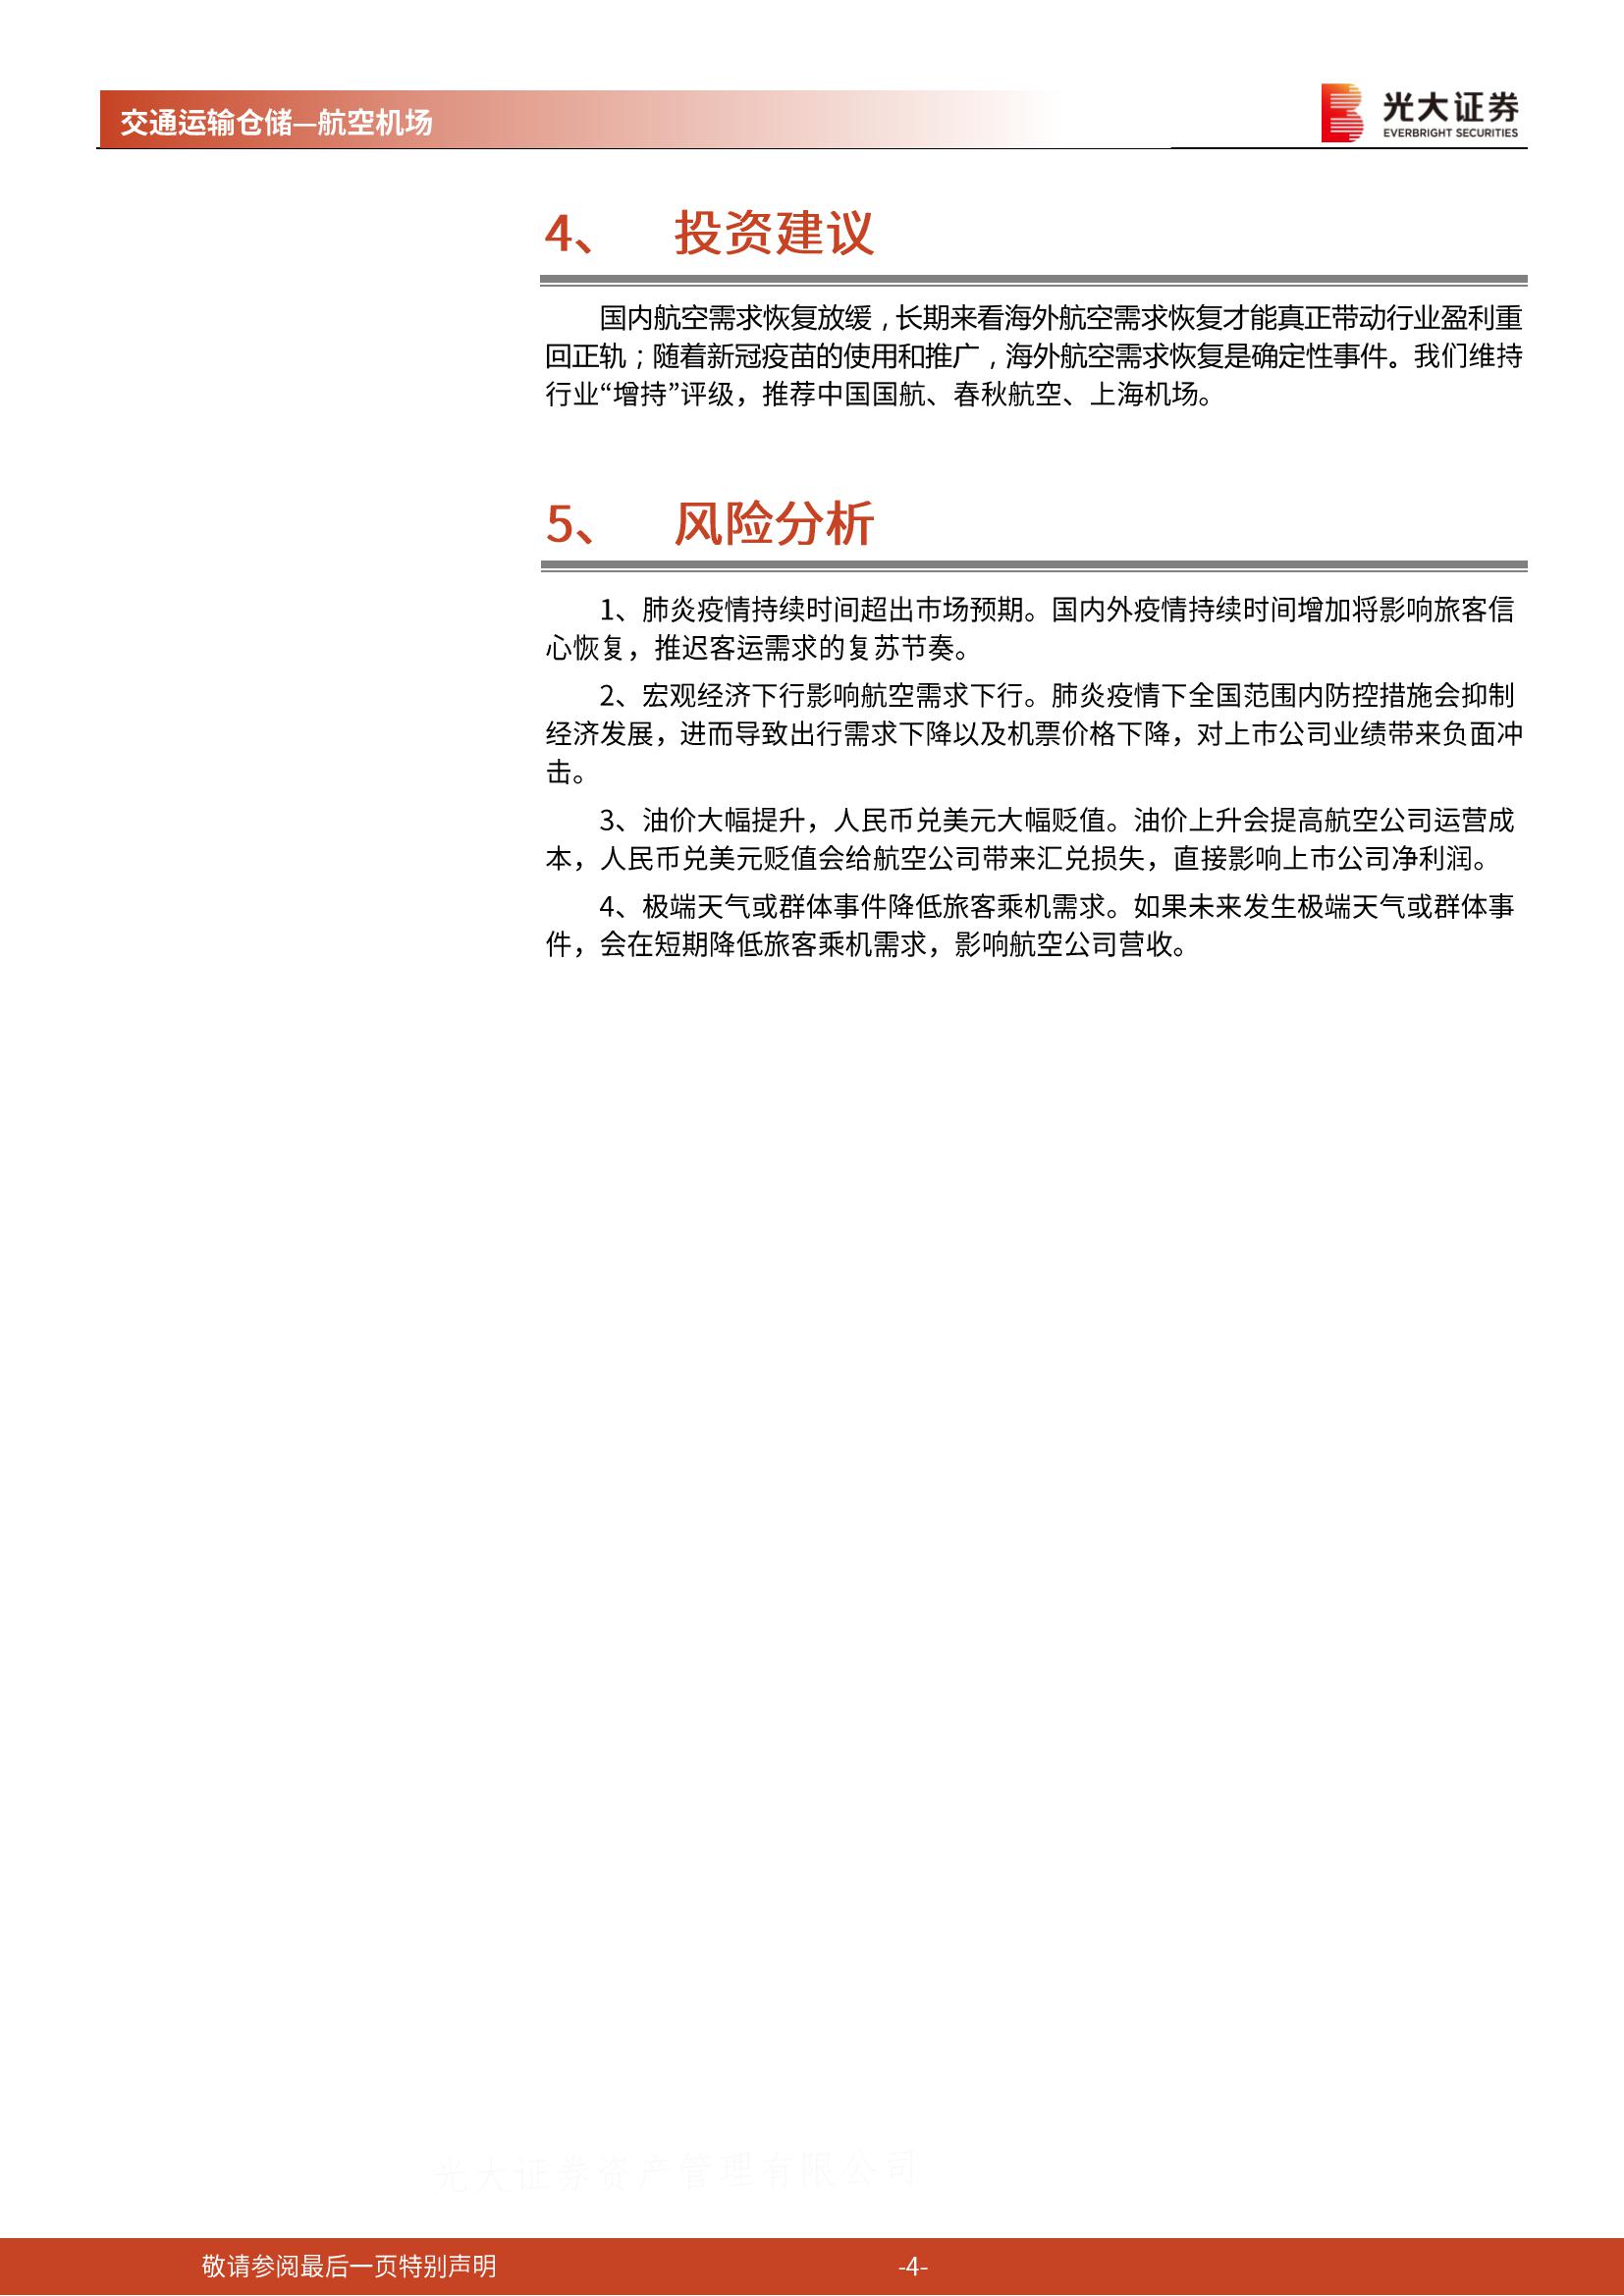 交通运输仓储—航空机场
光大证券
EVERBRIGHT SECURITIES
4、 投资建议
国内航空需求恢复放缓，长期来看海外航空需求恢复才能真正带动行业盈利重
回正轨；随着新冠疫苗的使用和推广，海外航空需求恢复是确定性事件。我们维持
行业“增持”评级，推荐中国国航、春秋航空、上海机场。
5、 风险分析
1、肺炎疫情持续时间超出市场预期。国内外疫情持续时间增加将影响旅客信
心恢复，推迟客运需求的复苏节奏。
2、宏观经济下行影响航空需求下行。肺炎疫情下全国范围内防控措施会抑制
经济发展，进而导致出行需求下降以及机票价格下降，对上市公司业绩带来负面冲
击。
3、油价大幅提升，人民币兑美元大幅贬值。油价上升会提高航空公司运营成
本，人民币兑美元贬值会给航空公司带来汇兑损失，直接影响上市公司净利润。
4、极端天气或群体事件降低旅客乘机需求。如果未来发生极端天气或群体事
件，会在短期降低旅客乘机需求，影响航空公司营收。
光大证券资产管理有限公司
敬请参阅最后一页特别声明
-4-